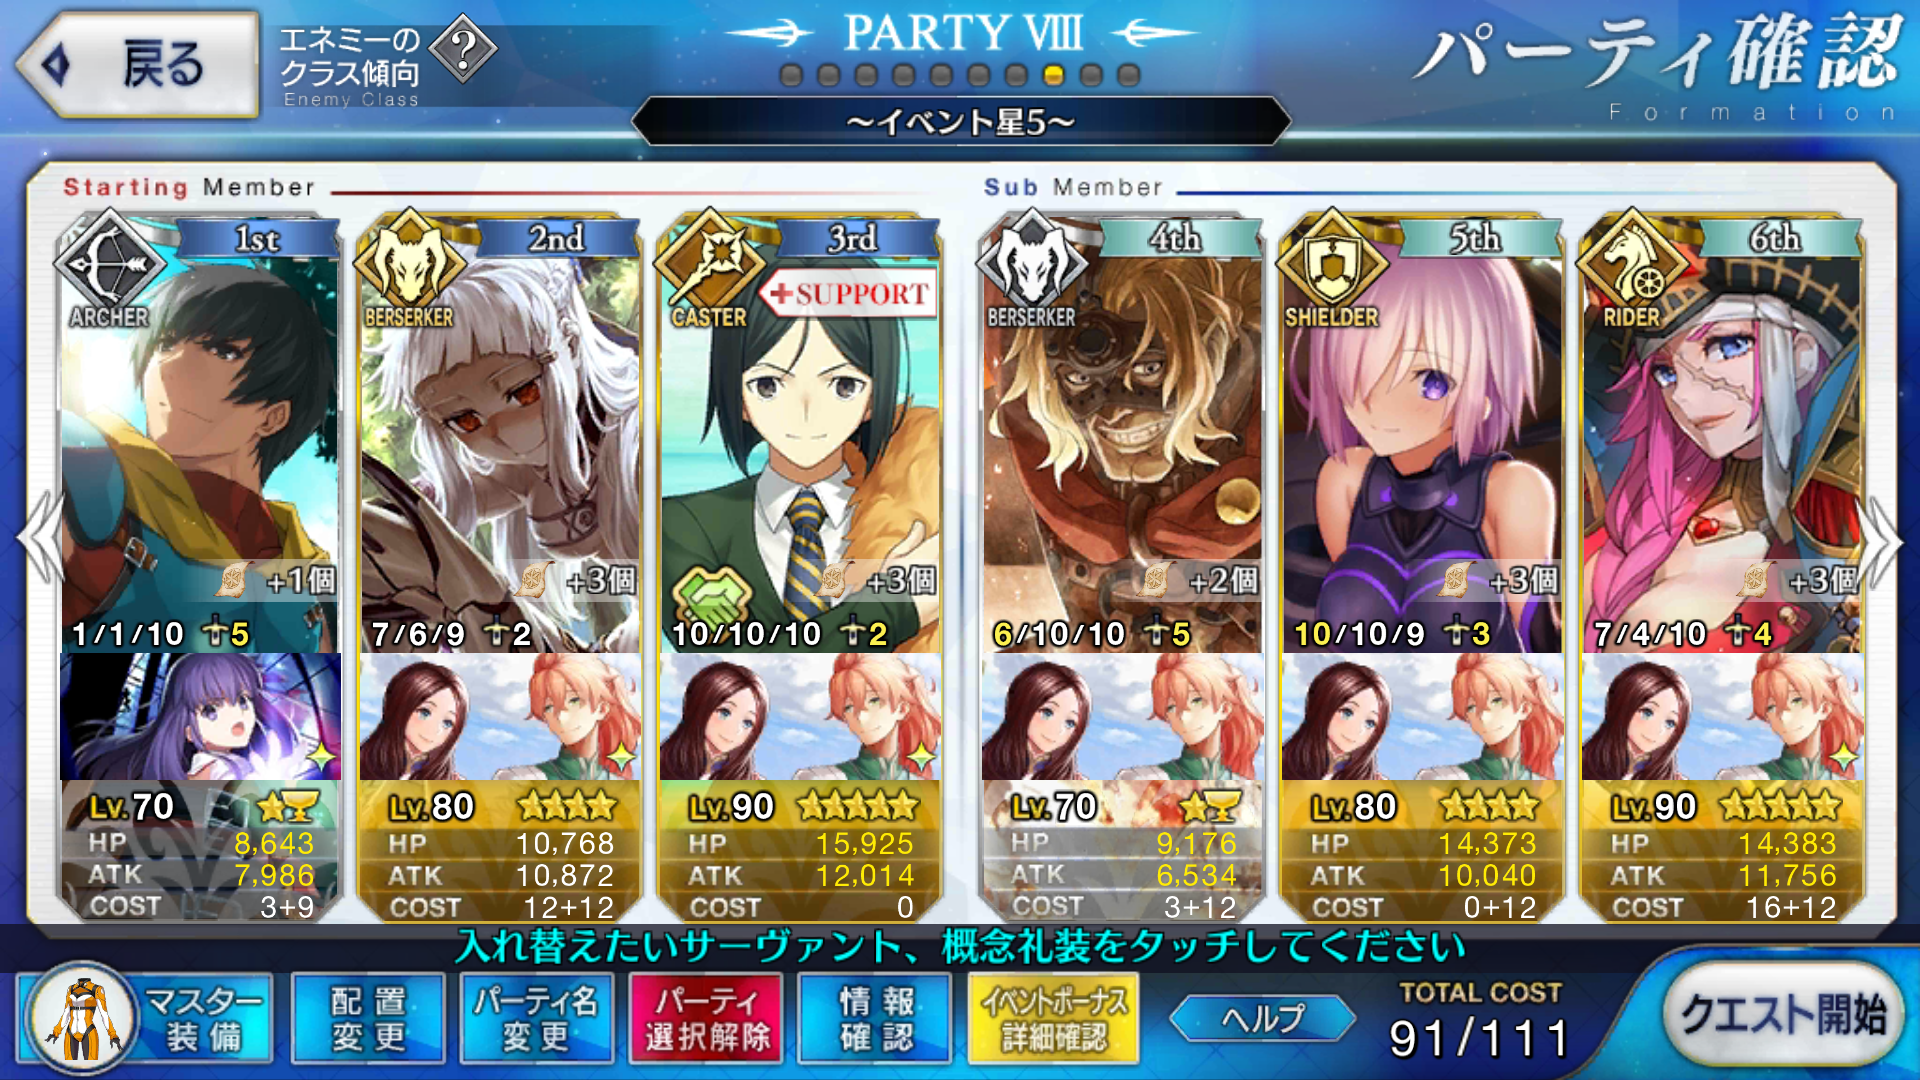 戻る
エネミーの
クラス傾向
Enemy Class
?
PARTY VIII
～イベント星5～
パーティ確認
Formation
Starting Member
Sub Member
1st
ARCHER
+1個
1/1/10 5
Lv.70
HP 8,643
ATK 7,986
COST 3+9
2nd
BERSERKER
+3個
7/6/9 2
Lv.80
HP 10,768
ATK 10,872
COST 12+12
3rd
CASTER
+SUPPORT
+3個
10/10/10 2
Lv.90
HP 15,925
ATK 12,014
COST 0
4th
BERSERKER
+2個
6/10/10 5
Lv.70
HP 9,176
ATK 6,534
COST 3+12
5th
SHIELDER
+3個
10/10/9 3
Lv.80
HP 14,373
ATK 10,040
COST 0+12
6th
RIDER
+3個
7/4/10 4
Lv.90
HP 14,383
ATK 11,756
COST 16+12
入れ替えたいサーヴァント、概念礼装をタッチしてください
マスター
装備
配置
変更
パーティ名
変更
パーティ
選択解除
情報
確認
イベントボーナス
詳細確認
ヘルプ
TOTAL COST
91/111
クエスト開始